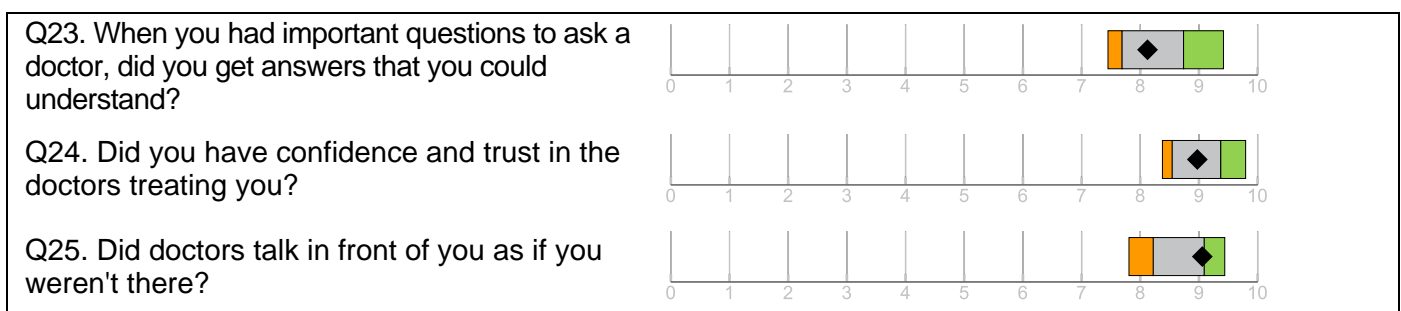 Q23. When you had important questions to ask a
doctor, did you get answers that you could
understand?
0 1 2 3 4 5 6 7 8 9 10
Q24. Did you have confidence and trust in the
doctors treating you?
0 1 2 3 4 5 6 7 8 9 10
Q25. Did doctors talk in front of you as if you
weren't there?
0 1 2 3 4 5 6 7 8 9 10